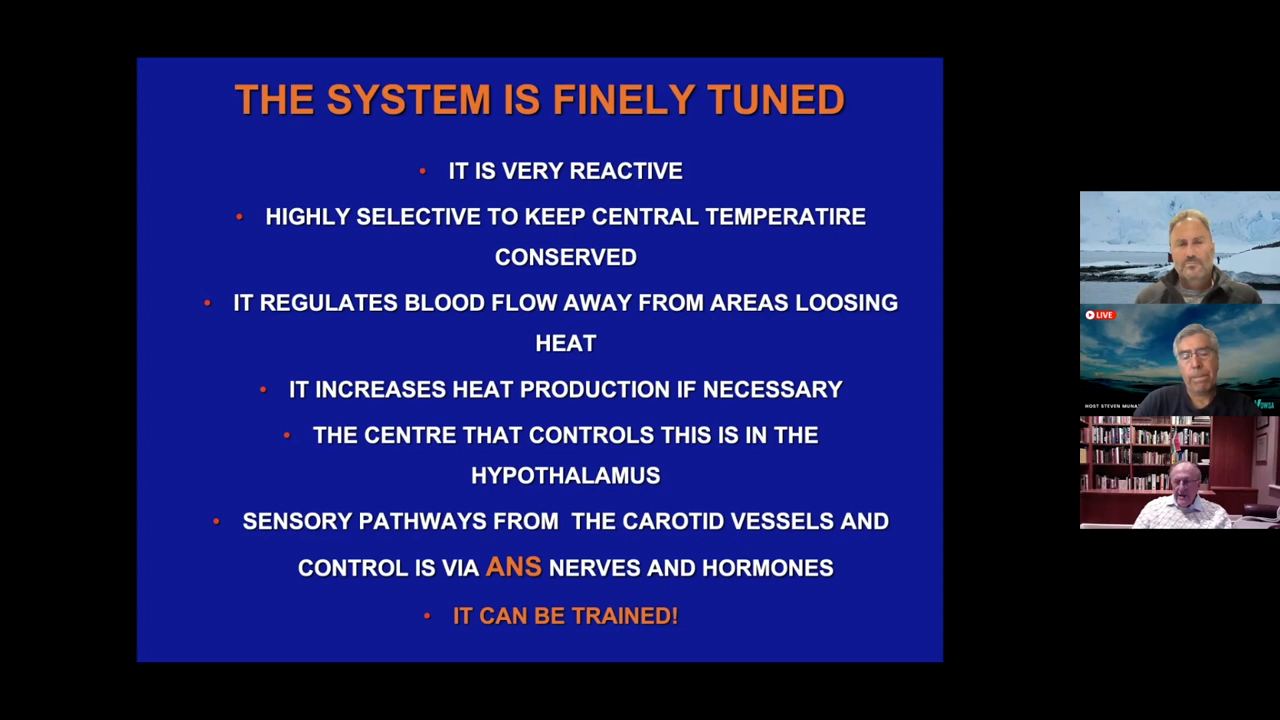 THE SYSTEM IS FINELY TUNED
• IT IS VERY REACTIVE
• HIGHLY SELECTIVE TO KEEP CENTRAL TEMPERATIRE
CONSERVED
• IT REGULATES BLOOD FLOW AWAY FROM AREAS LOOSING
HEAT
• IT INCREASES HEAT PRODUCTION IF NECESSARY
• THE CENTRE THAT CONTROLS THIS IS IN THE
HYPOTHALAMUS
• SENSORY PATHWAYS FROM THE CAROTID VESSELS AND
CONTROL IS VIA ANS NERVES AND HORMONES
• IT CAN BE TRAINED!
LIVE
HOST STEVEN MUNAT